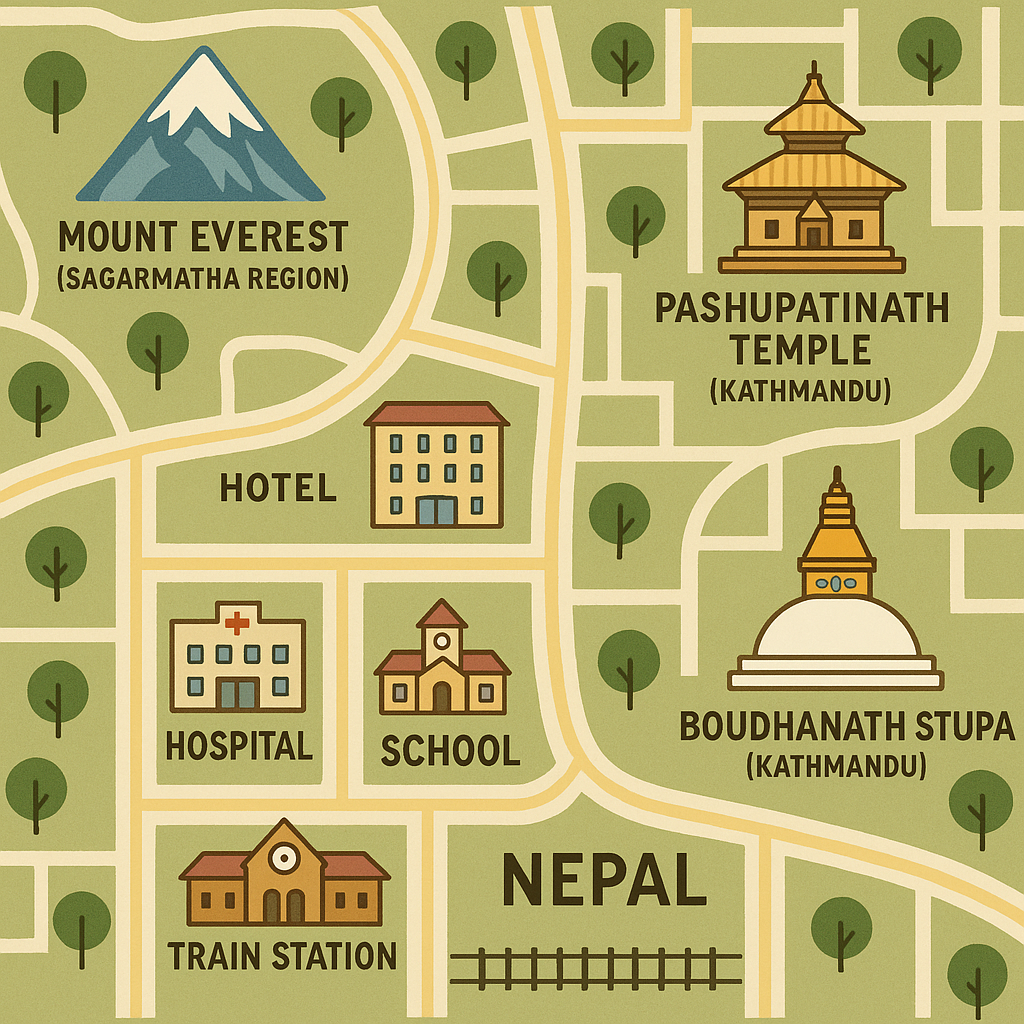 MOUNT EVEREST
(SAGARMATHA REGION)
PASHUPATINATH
TEMPLE
(KATHMANDU)
HOTEL
HOSPITAL
SCHOOL
BOUDHANATH STUPA
(KATHMANDU)
NEPAL
TRAIN STATION